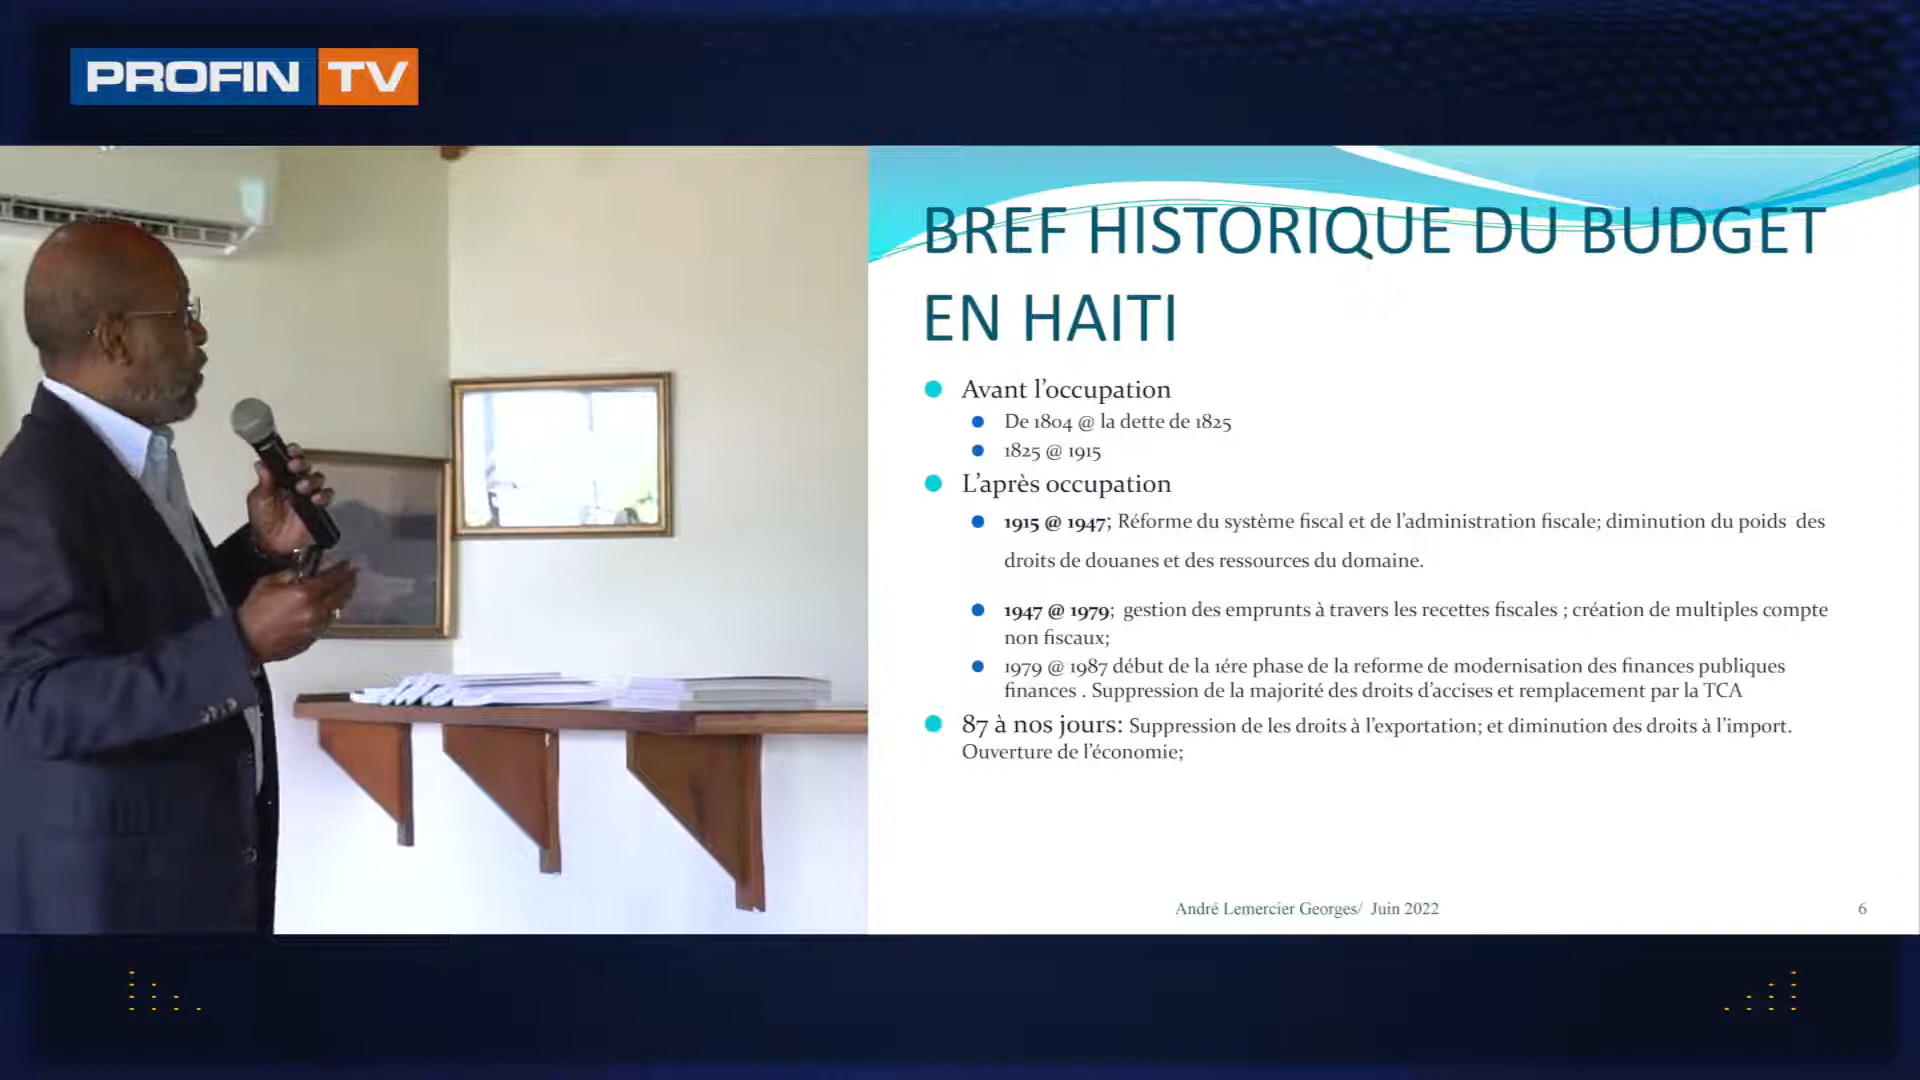 PROFIN TV
BREF HISTORIQUE DU BUDGET
EN HAITI
Avant l’occupation
De 1804 @ la dette de 1825
1825 @ 1915
L’après occupation
1915 @ 1947; Réforme du système fiscal et de l’administration fiscale; diminution du poids des
droits de douanes et des ressources du domaine.
1947 @ 1979; gestion des emprunts à travers les recettes fiscales ; création de multiples compte
non fiscaux;
1979 @ 1987 début de la 1ére phase de la reforme de modernisation des finances publiques
finances . Suppression de la majorité des droits d’accises et remplacement par la TCA
87 à nos jours: Suppression de les droits à l’exportation; et diminution des droits à l’import.
Ouverture de l’économie;
André Lemercier Georges/ Juin 2022
6